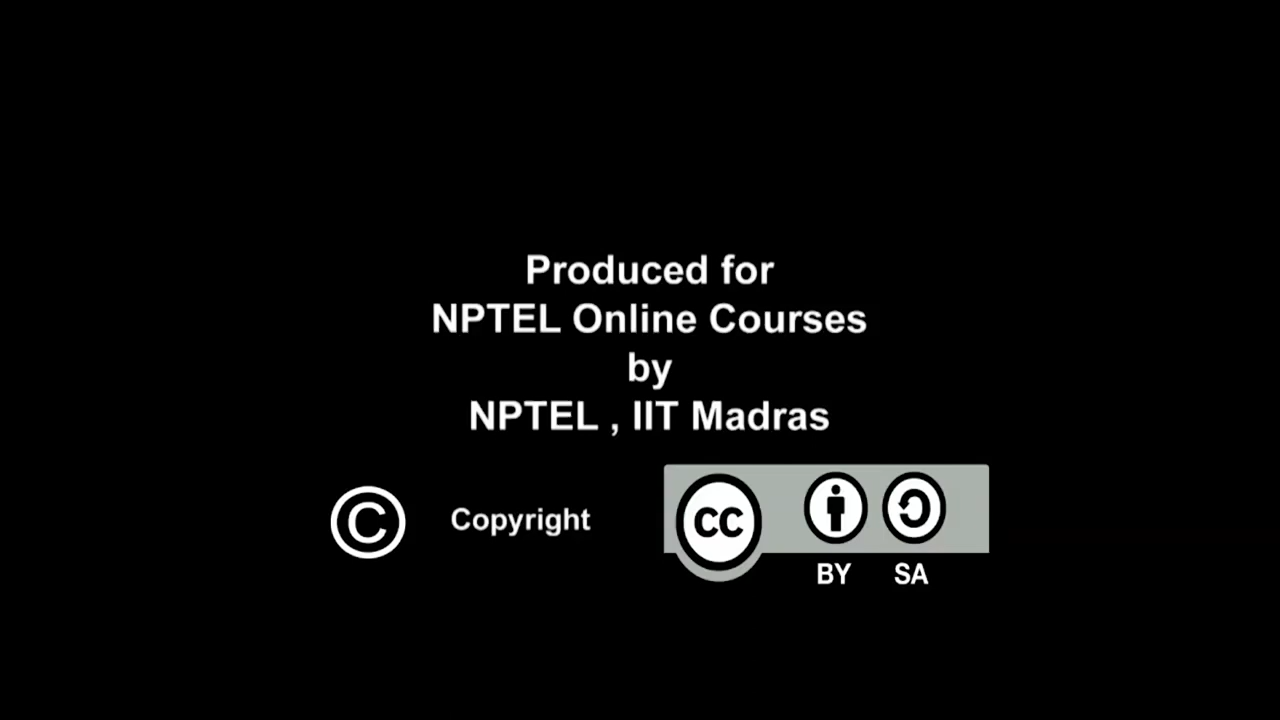 Produced for
NPTEL Online Courses
by
NPTEL , IIT Madras
© Copyright
cc
BY SA